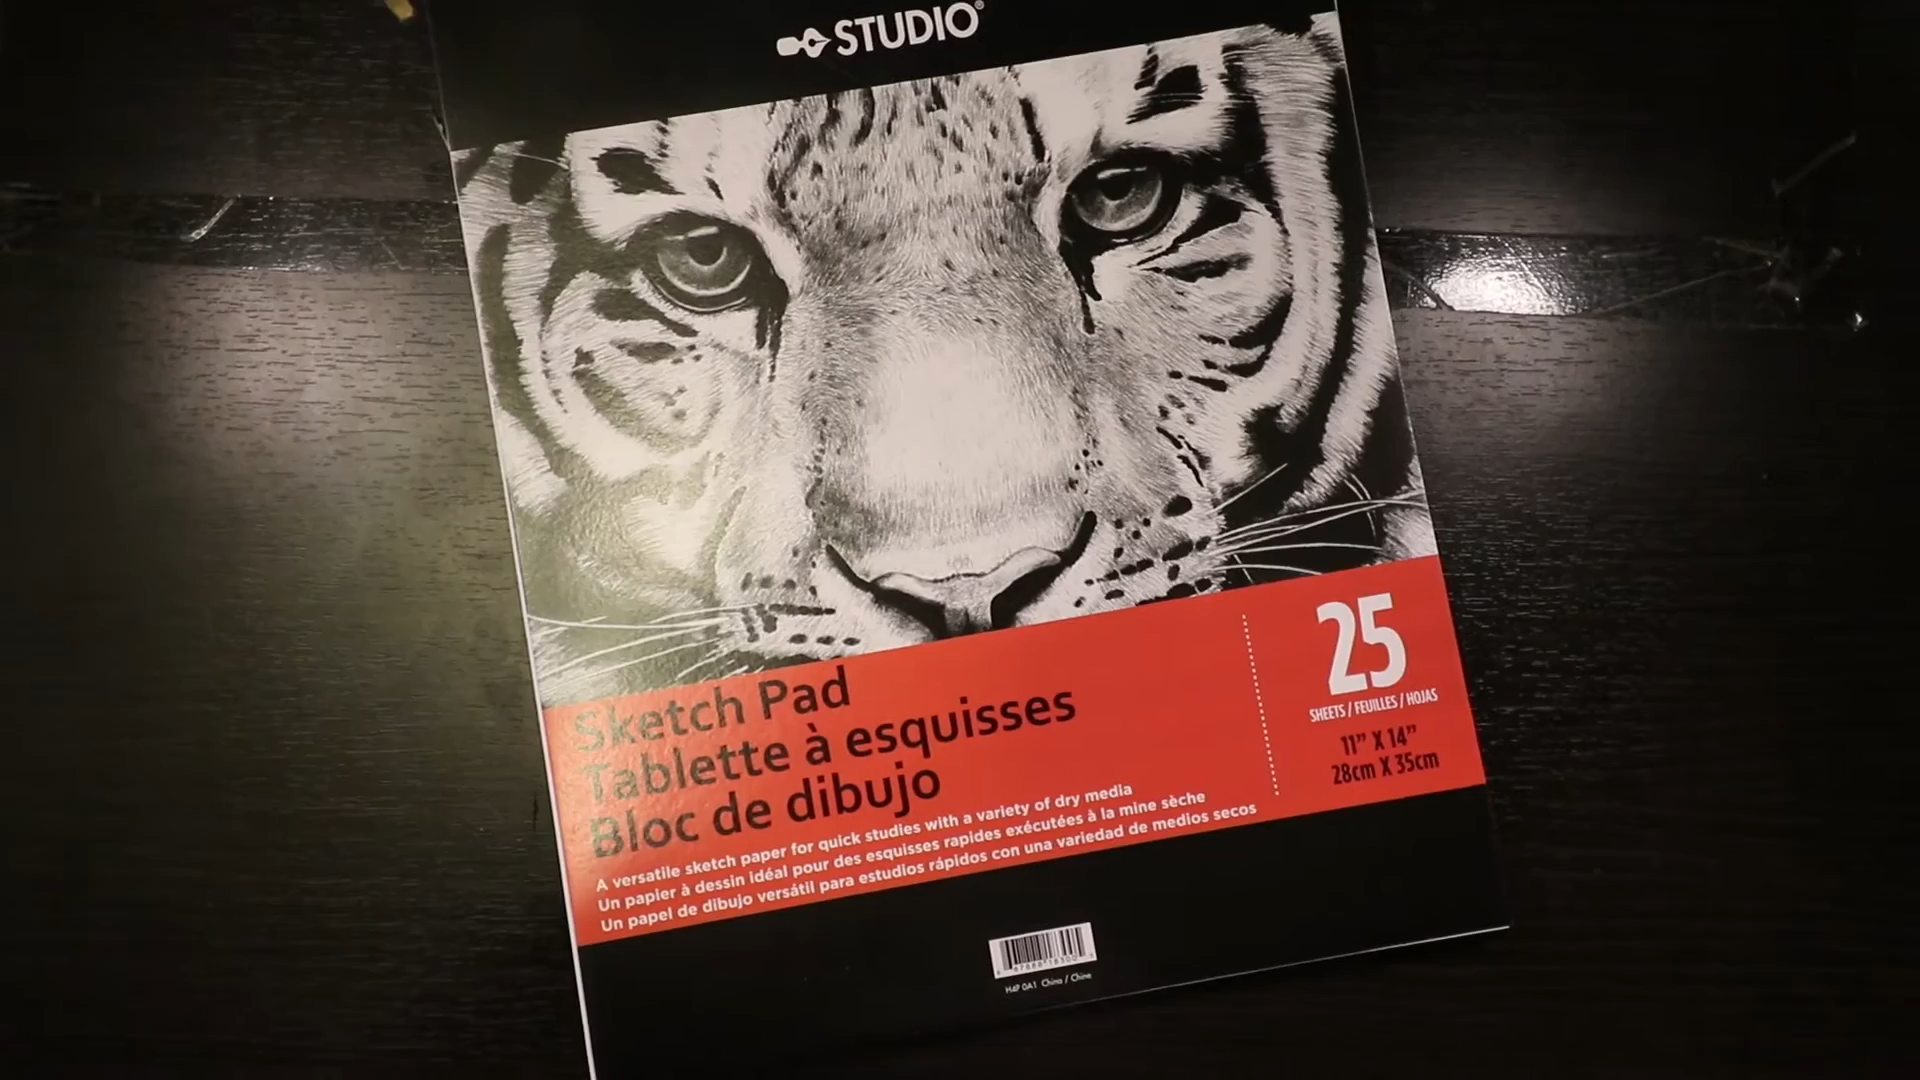 STUDIO®
Sketch Pad
Tablette à esquisses
Bloc de dibujo
A versatile sketch paper for quick studies with a variety of dry media
Un papier à dessin idéal pour des esquisses rapides exécutées à la mine sèche
Un papel de dibujo versátil para estudios rápidos con una variedad de medios secos
25
SHEETS / FEUILLES / HOJAS
11” X 14”
28cm X 35cm
China / Chine